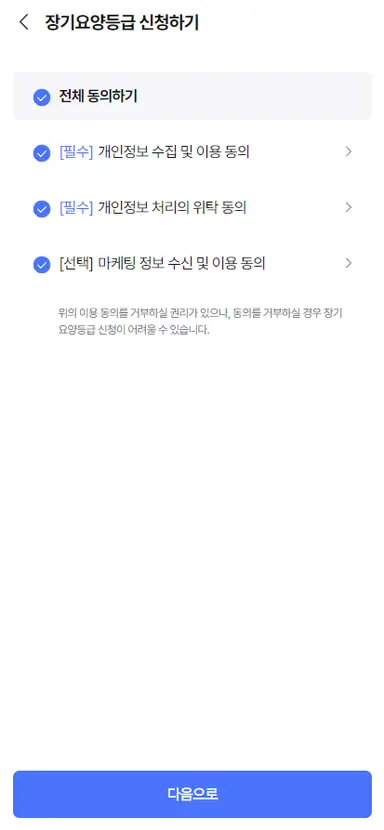 장기요양등급 신청하기
전체 동의하기
[필수] 개인정보 수집 및 이용 동의
[필수] 개인정보 처리의 위탁 동의
[선택] 마케팅 정보 수신 및 이용 동의
위의 이용 동의를 거부하실 권리가 있으나, 동의를 거부하실 경우 장기
요양등급 신청이 어려울 수 있습니다.
다음으로